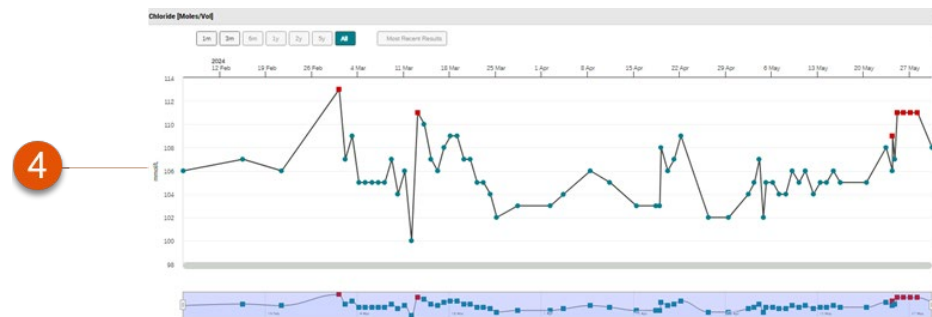 Chloride [Moles/Vol]
1m 3m 6m 1y 2y 5y All Most Recent Results
2024
12 Feb 19 Feb 26 Feb 4 Mar 11 Mar 18 Mar 25 Mar 1 Apr 8 Apr 15 Apr 22 Apr 29 Apr 6 May 13 May 20 May 27 May
114
112
110
108
4
mmol/L
106
104
102
100
98